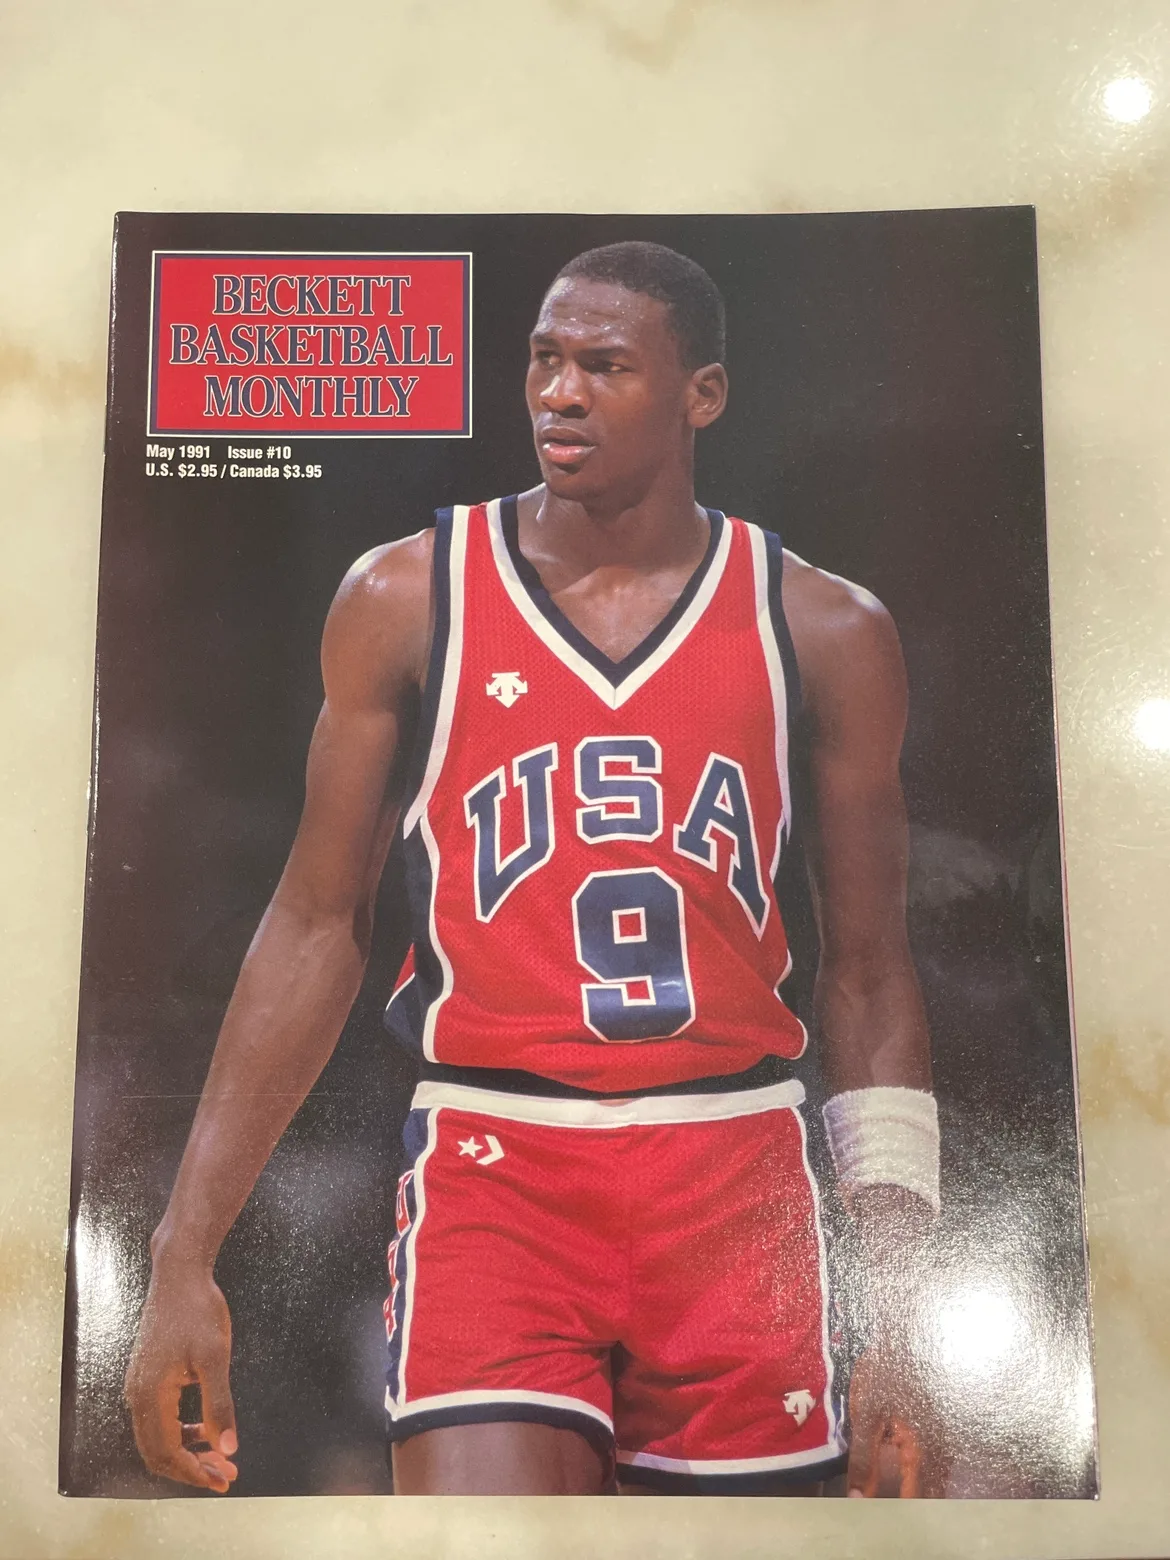 BECKETT
BASKETBALL
MONTHLY
May 1991 Issue #10
U.S. $2.95 / Canada $3.95
USA
9